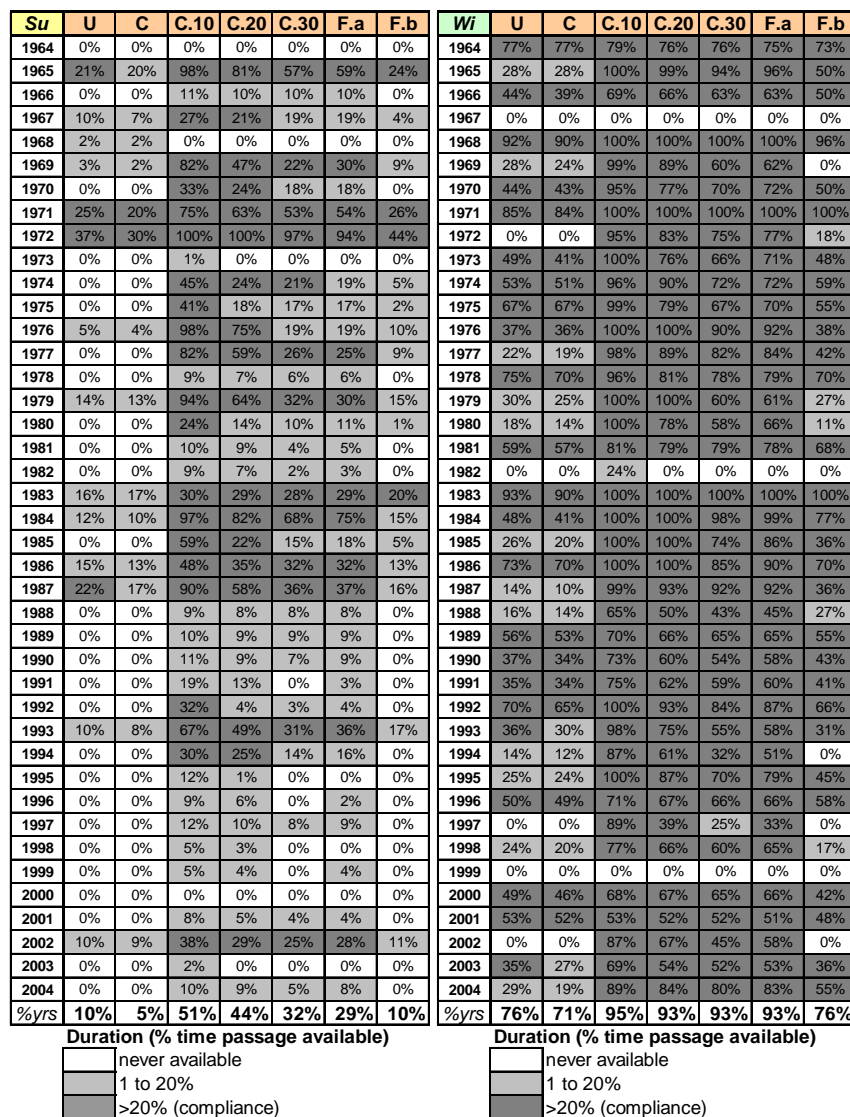 Su U C C.10 C.20 C.30 F.a F.b Wi U C C.10 C.20 C.30 F.a F.b
1964 0% 0% 0% 0% 0% 0% 0% 1964 77% 77% 79% 76% 76% 75% 73%
1965 21% 20% 98% 81% 57% 59% 24% 1965 28% 28% 100% 99% 94% 96% 50%
1966 0% 0% 11% 10% 10% 10% 0% 1966 44% 39% 69% 66% 63% 63% 50%
1967 10% 7% 27% 21% 19% 19% 4% 1967 0% 0% 0% 0% 0% 0% 0%
1968 2% 2% 0% 0% 0% 0% 0% 1968 92% 90% 100% 100% 100% 100% 96%
1969 3% 2% 82% 47% 22% 30% 9% 1969 28% 24% 99% 89% 60% 62% 0%
1970 0% 0% 33% 24% 18% 18% 0% 1970 44% 43% 95% 77% 70% 72% 50%
1971 25% 20% 75% 63% 53% 54% 26% 1971 85% 84% 100% 100% 100% 100% 100%
1972 37% 30% 100% 100% 97% 94% 44% 1972 0% 0% 95% 83% 75% 77% 18%
1973 0% 0% 1% 0% 0% 0% 0% 1973 49% 41% 100% 76% 66% 71% 48%
1974 0% 0% 45% 24% 21% 19% 5% 1974 53% 51% 96% 90% 72% 72% 59%
1975 0% 0% 41% 18% 17% 17% 2% 1975 67% 67% 99% 79% 67% 70% 55%
1976 5% 4% 98% 75% 19% 19% 10% 1976 37% 36% 100% 100% 90% 92% 38%
1977 0% 0% 82% 59% 26% 25% 9% 1977 22% 19% 98% 89% 82% 84% 42%
1978 0% 0% 9% 7% 6% 6% 0% 1978 75% 70% 96% 81% 78% 79% 70%
1979 14% 13% 94% 64% 32% 30% 15% 1979 30% 25% 100% 100% 60% 61% 27%
1980 0% 0% 24% 14% 10% 11% 1% 1980 18% 14% 100% 78% 58% 66% 11%
1981 0% 0% 10% 9% 4% 5% 0% 1981 59% 57% 81% 79% 79% 78% 68%
1982 0% 0% 9% 7% 2% 3% 0% 1982 0% 0% 24% 0% 0% 0% 0%
1983 16% 17% 30% 29% 28% 29% 20% 1983 93% 90% 100% 100% 100% 100% 100%
1984 12% 10% 97% 82% 68% 75% 15% 1984 48% 41% 100% 100% 98% 99% 77%
1985 0% 0% 59% 22% 15% 18% 5% 1985 26% 20% 100% 100% 74% 86% 36%
1986 15% 13% 48% 35% 32% 32% 13% 1986 73% 70% 100% 100% 85% 90% 70%
1987 22% 17% 90% 58% 36% 37% 16% 1987 14% 10% 99% 93% 92% 92% 36%
1988 0% 0% 9% 8% 8% 8% 0% 1988 16% 14% 65% 50% 43% 45% 27%
1989 0% 0% 10% 9% 9% 9% 0% 1989 56% 53% 70% 66% 65% 65% 55%
1990 0% 0% 11% 9% 7% 9% 0% 1990 37% 34% 73% 60% 54% 58% 43%
1991 0% 0% 19% 13% 0% 3% 0% 1991 35% 34% 75% 62% 59% 60% 41%
1992 0% 0% 32% 4% 3% 4% 0% 1992 70% 65% 100% 93% 84% 87% 66%
1993 10% 8% 67% 49% 31% 36% 17% 1993 36% 30% 98% 75% 55% 58% 31%
1994 0% 0% 30% 25% 14% 16% 0% 1994 14% 12% 87% 61% 32% 51% 0%
1995 0% 0% 12% 1% 0% 0% 0% 1995 25% 24% 100% 87% 70% 79% 45%
1996 0% 0% 9% 6% 0% 2% 0% 1996 50% 49% 71% 67% 66% 66% 58%
1997 0% 0% 12% 10% 8% 9% 0% 1997 0% 0% 89% 39% 25% 33% 0%
1998 0% 0% 5% 3% 0% 0% 0% 1998 24% 20% 77% 66% 60% 65% 17%
1999 0% 0% 5% 4% 0% 4% 0% 1999 0% 0% 0% 0% 0% 0% 0%
2000 0% 0% 0% 0% 0% 0% 0% 2000 49% 46% 68% 67% 65% 66% 42%
2001 0% 0% 8% 5% 4% 4% 0% 2001 53% 52% 53% 52% 52% 51% 48%
2002 10% 9% 38% 29% 25% 28% 11% 2002 0% 0% 87% 67% 45% 58% 0%
2003 0% 0% 2% 0% 0% 0% 0% 2003 35% 27% 69% 54% 52% 53% 36%
2004 0% 0% 10% 9% 5% 8% 0% 2004 29% 19% 89% 84% 80% 83% 55%
%yrs 10% 5% 51% 44% 32% 29% 10% %yrs 76% 71% 95% 93% 93% 93% 76%
Duration (% time passage available) Duration (% time passage available)
never available never available
1 to 20% 1 to 20%
>20% (compliance) >20% (compliance)